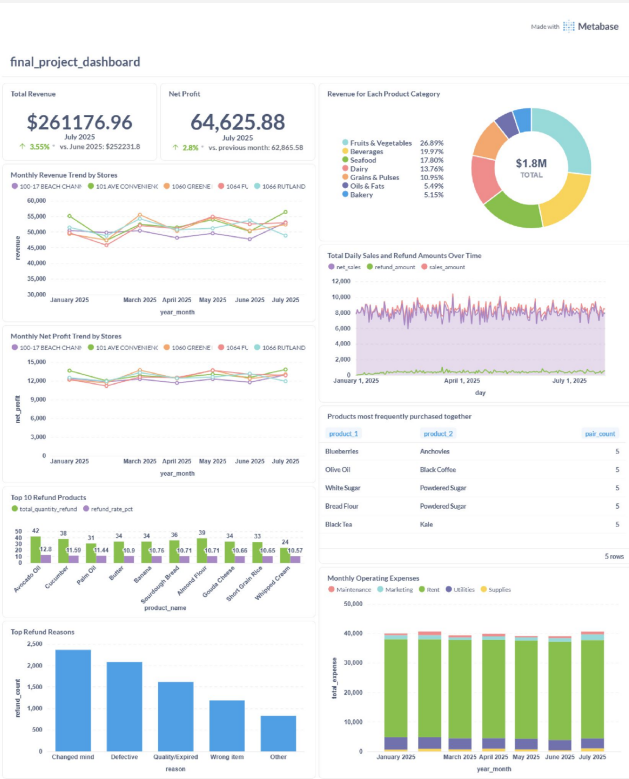 Made with Metabase
final_project_dashboard
Total Revenue
$261176.96
July 2025
↑ 3.55% • vs. June 2025: $252231.8
Net Profit
64,625.88
July 2025
↑ 2.8% • vs. previous month: 62,865.58
Monthly Revenue Trend by Stores
100-17 BEACH CHAN 101 AVE CONVENIENC 1060 GREENE 1064 FU 1066 RUTLAND
60,000
55,000
50,000
45,000
40,000
35,000
30,000
revenue
January 2025 March 2025 April 2025 May 2025 June 2025 July 2025
year_month
Monthly Net Profit Trend by Stores
100-17 BEACH CHAN 101 AVE CONVENIENC 1060 GREENE 1064 FU 1066 RUTLAND
15,000
12,000
9,000
6,000
3,000
0
net_profit
January 2025 March 2025 April 2025 May 2025 June 2025 July 2025
year_month
Top 10 Refund Products
total_quantity_refund refund_rate_pct
50
40
30
20
10
0
42 38 31 34 34 36 39 34 33 24
12.8 11.59 11.44 10.9 10.76 10.71 10.71 10.66 10.65 10.57
Avocado Oil
Cucumber
Palm Oil
Butter
Banana
Sourdough Bread
Almond Flour
Gouda Cheese
Short Grain Rice
Whipped Cream
product_name
Top Refund Reasons
2,500
2,000
1,500
1,000
500
0
refund_count
Changed mind Defective Quality/Expired Wrong item Other
reason
Revenue for Each Product Category
Fruits & Vegetables 26.89%
Beverages 19.97%
Seafood 17.80%
Dairy 13.76%
Grains & Pulses 10.95%
Oils & Fats 5.49%
Bakery 5.15%
$1.8M
TOTAL
Total Daily Sales and Refund Amounts Over Time
net_sales refund_amount sales_amount
12,000
10,000
8,000
6,000
4,000
2,000
0
January 1, 2025 April 1, 2025 July 1, 2025
day
Products most frequently purchased together
product_1 product_2 pair_count
Blueberries Anchovies 5
Olive Oil Black Coffee 5
White Sugar Powdered Sugar 5
Bread Flour Powdered Sugar 5
Black Tea Kale 5
5 rows
Monthly Operating Expenses
Maintenance Marketing Rent Utilities Supplies
50,000
40,000
30,000
20,000
10,000
0
total_expense
January 2025 March 2025 April 2025 May 2025 June 2025 July 2025
year_month